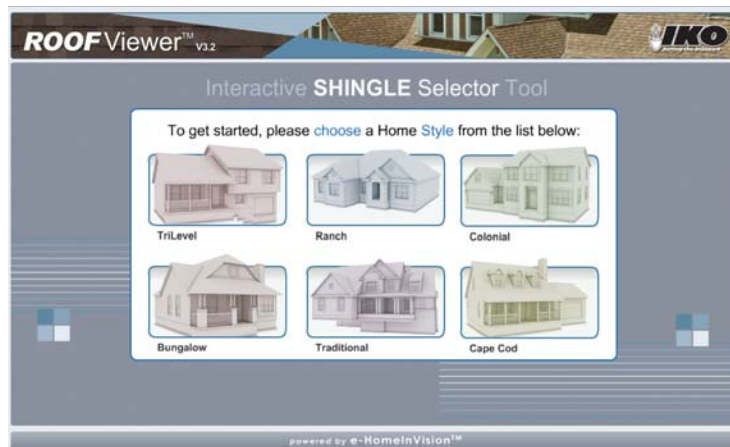 ROOFViewer™ V3.2
IKO
Interactive SHINGLE Selector Tool
To get started, please choose a Home Style from the list below:
TriLevel
Ranch
Colonial
Bungalow
Traditional
Cape Cod
powered by e-HomeInVision™